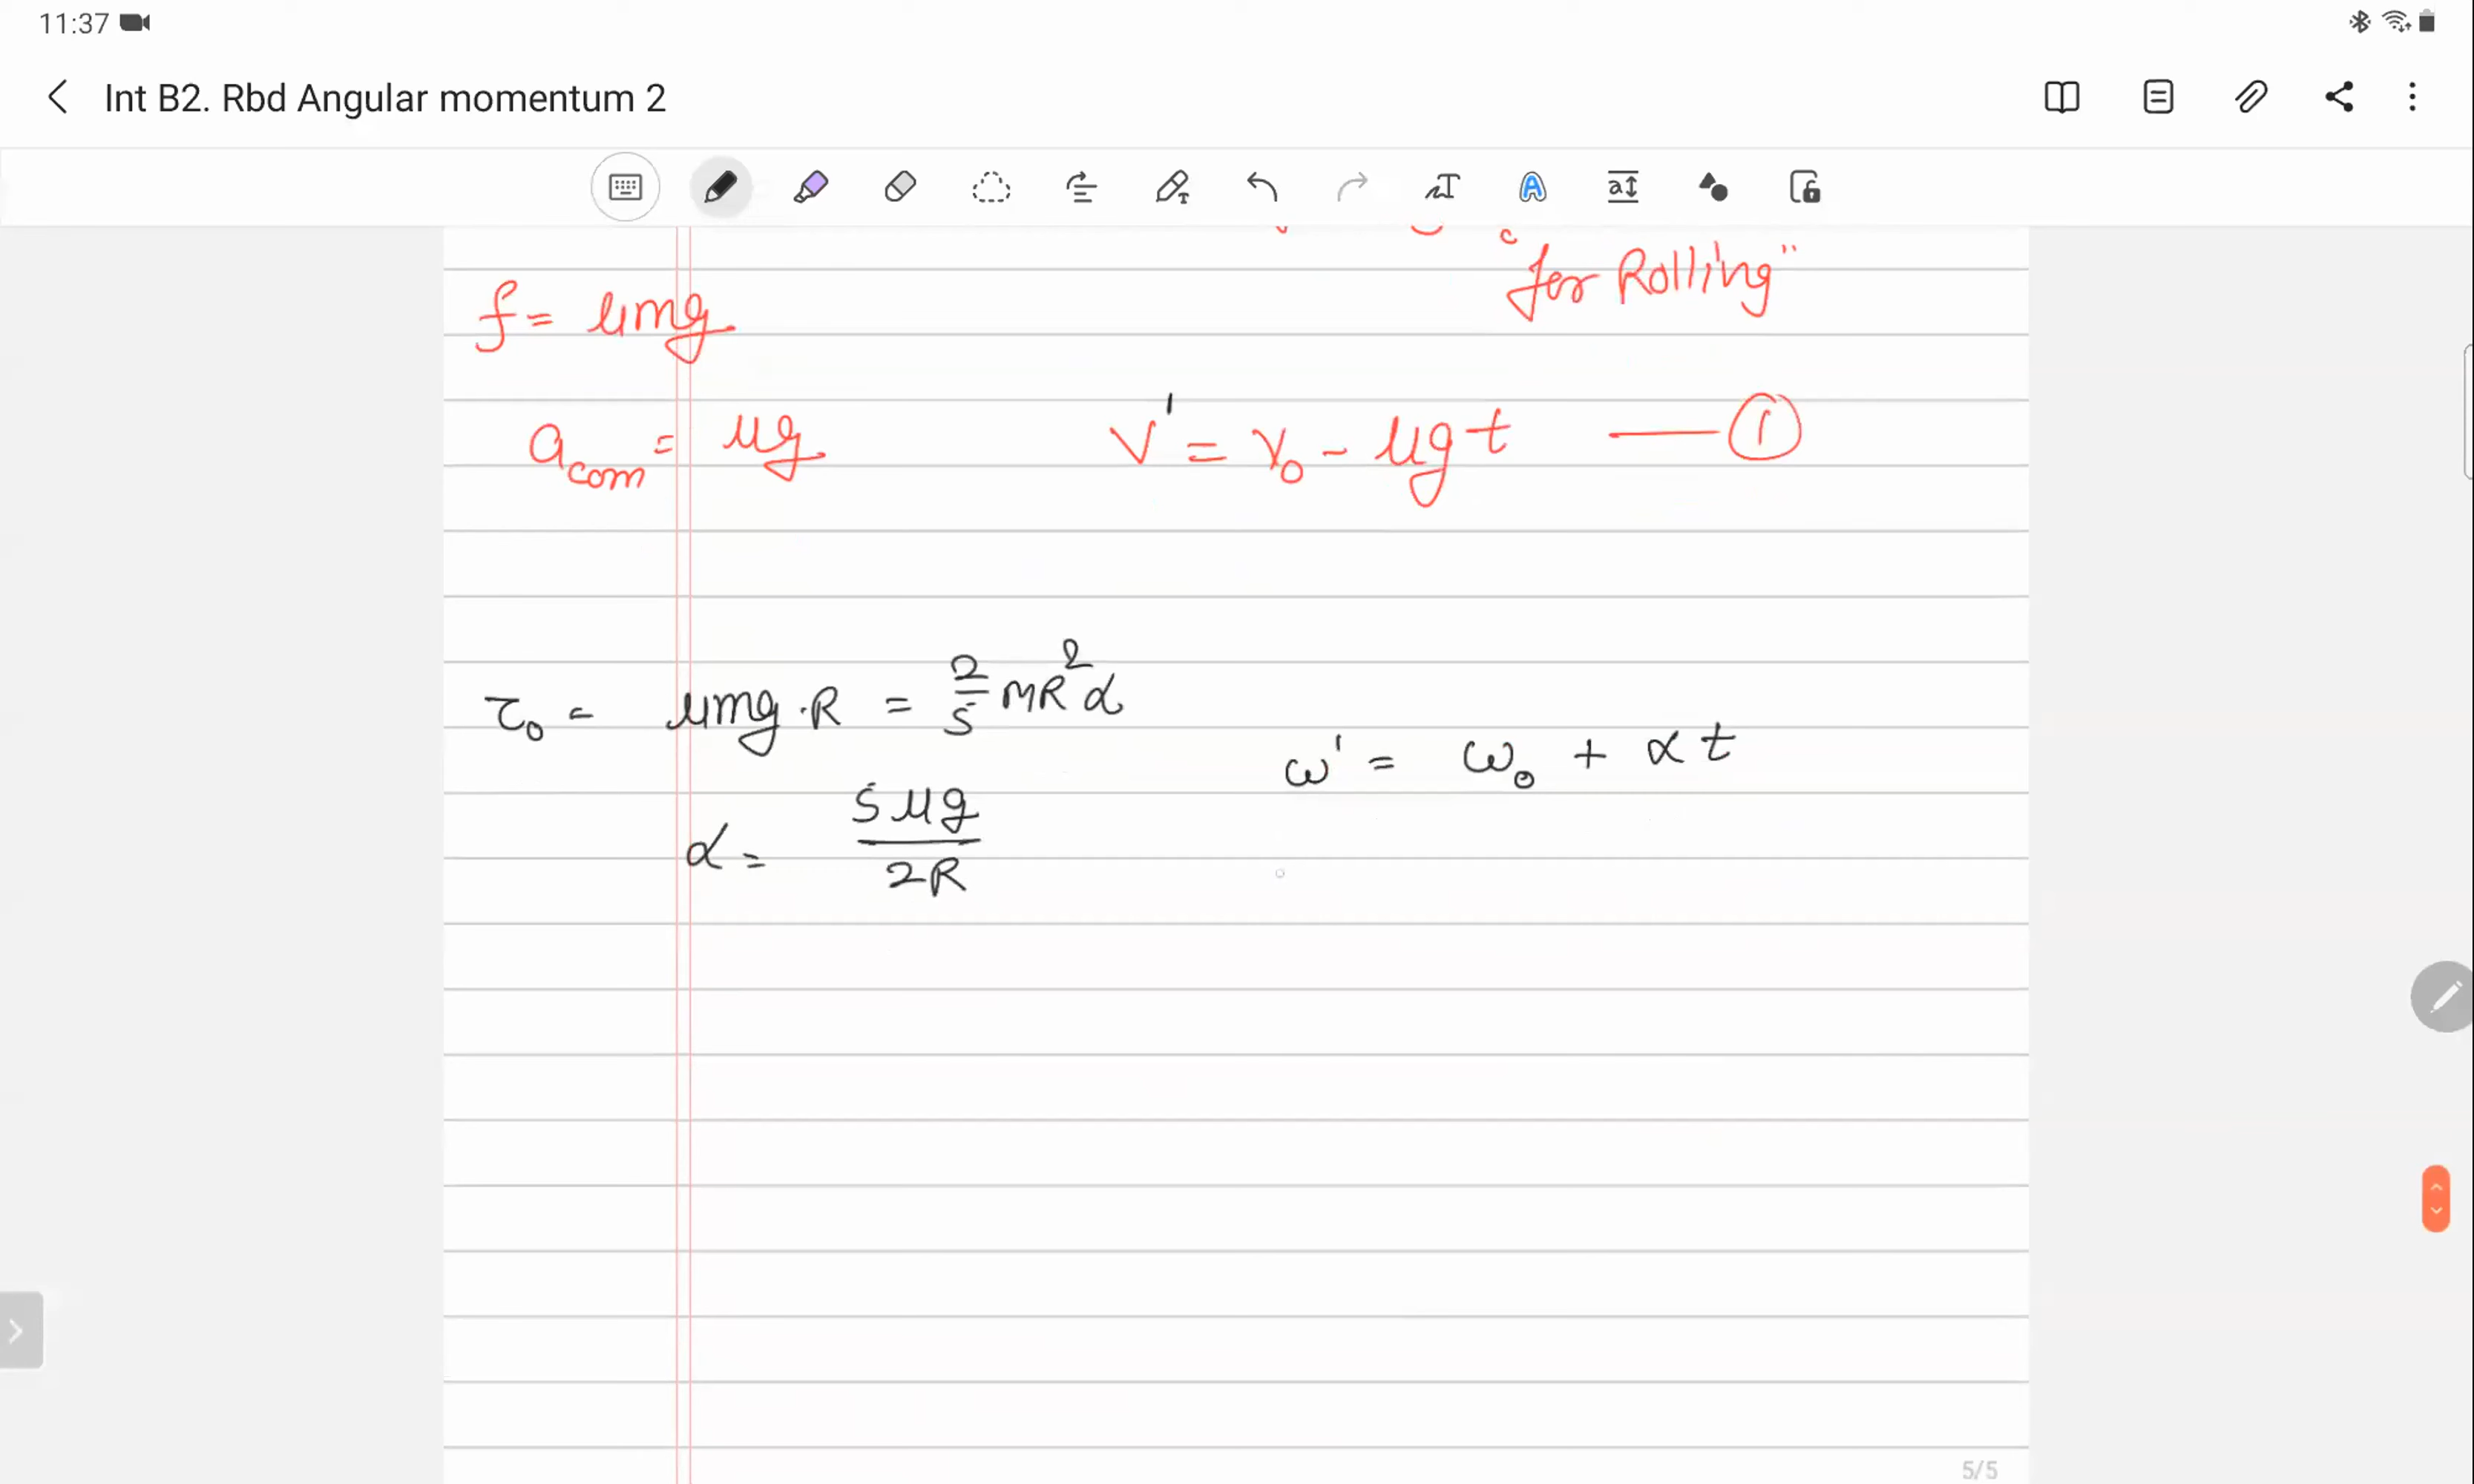 11:37
Int B2. Rbd Angular momentum 2
"for Rolling"
f = μmg
a_com = μg
v' = v₀ - μgt —— ①
τ₀ = μmg·R = 2/5 MR²α
ω' = ω₀ + αt
α = 5μg/2R
5/5